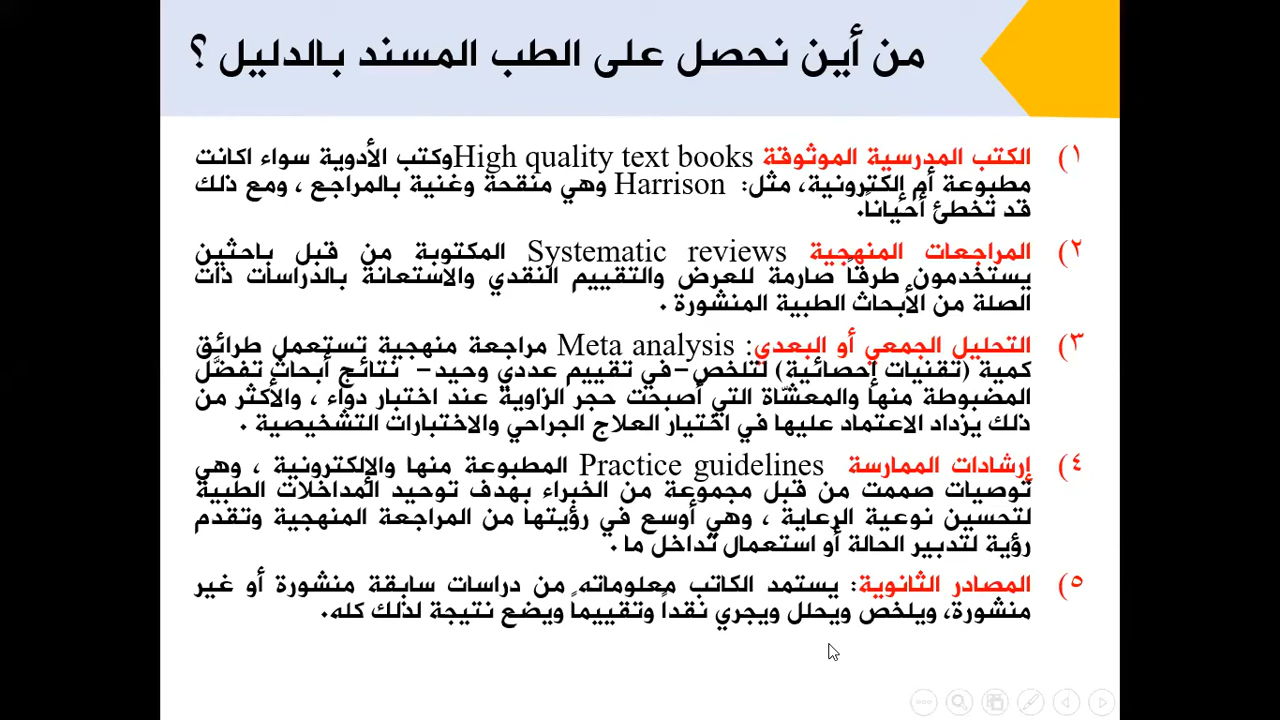 من أين نحصل على الطب المسند بالدليل ؟
١) الكتب المدرسية الموثوقة High quality text books وكتب الأدوية سواء اكانت
مطبوعة أم إلكترونية، مثل: Harrison وهي منقحة وغنية بالمراجع ، ومع ذلك
قد تخطئ أحياناً.
٢) المراجعات المنهجية Systematic reviews المكتوبة من قبل باحثين
يستخدمون طرقاً صارمة للعرض والتقييم النقدي والاستعانة بالدراسات ذات
الصلة من الأبحاث الطبية المنشورة .
٣) التحليل الجمعي أو البعدي: Meta analysis مراجعة منهجية تستعمل طرائق
كمية (تقنيات إحصائية) لتلخص–في تقييم عددي وحيد– نتائج أبحاث تفضَّل
المضبوطة منها والمعشّاة التي أصبحت حجر الزاوية عند اختبار دواء ، والأكثر من
ذلك يزداد الاعتماد عليها في اختيار العلاج الجراحي والاختبارات التشخيصية .
٤) إرشادات الممارسة Practice guidelines المطبوعة منها والإلكترونية ، وهي
توصيات صممت من قبل مجموعة من الخبراء بهدف توحيد المداخلات الطبية
لتحسين نوعية الرعاية ، وهي أوسع في رؤيتها من المراجعة المنهجية وتقدم
رؤية لتدبير الحالة أو استعمال تداخل ما .
٥) المصادر الثانوية: يستمد الكاتب معلوماته من دراسات سابقة منشورة أو غير
منشورة، ويلخص ويحلل ويجري نقداً وتقييماً ويضع نتيجة لذلك كله.